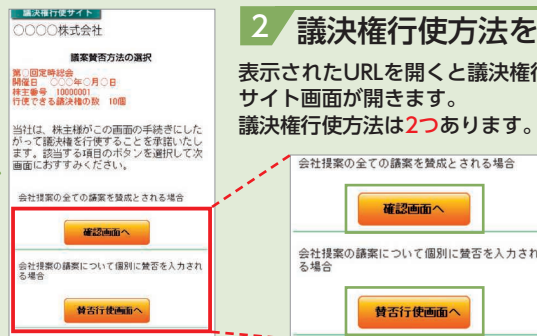 議決権行使サイト
○○○○株式会社
議案賛否方法の選択
第○回定時総会
開催日 ○○○年○月○日
株主番号 10000001
行使できる議決権の数 10個
当社は、株主様がこの画面の手続きにした
がって議決権を行使することを承諾いたし
ます。該当する項目のボタンを選択して次
画面におすすみください。
会社提案の全ての議案を賛成とされる場合
確認画面へ
会社提案の議案について個別に賛否を入力され
る場合
賛否行使画面へ
2 議決権行使方法を
表示されたURLを開くと議決権行
サイト画面が開きます。
議決権行使方法は2つあります。
会社提案の全ての議案を賛成とされる場合
確認画面へ
会社提案の議案について個別に賛否を入力され
る場合
賛否行使画面へ